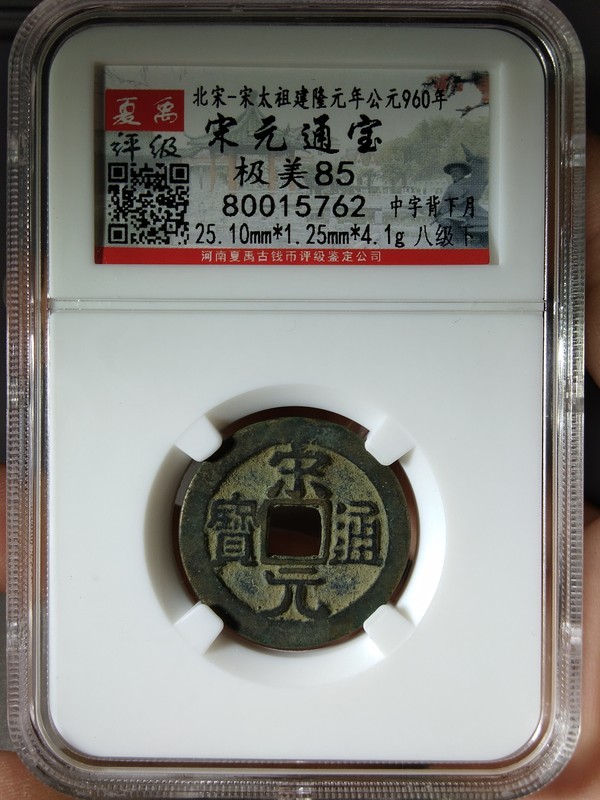 夏禹
评级
北宋-宋太祖建隆元年公元960年
宋元通宝
极美85
80015762 中字背下月
25.10mm*1.25mm*4.1g 八级下
河南夏禹古钱币评级鉴定公司
宋元通寶